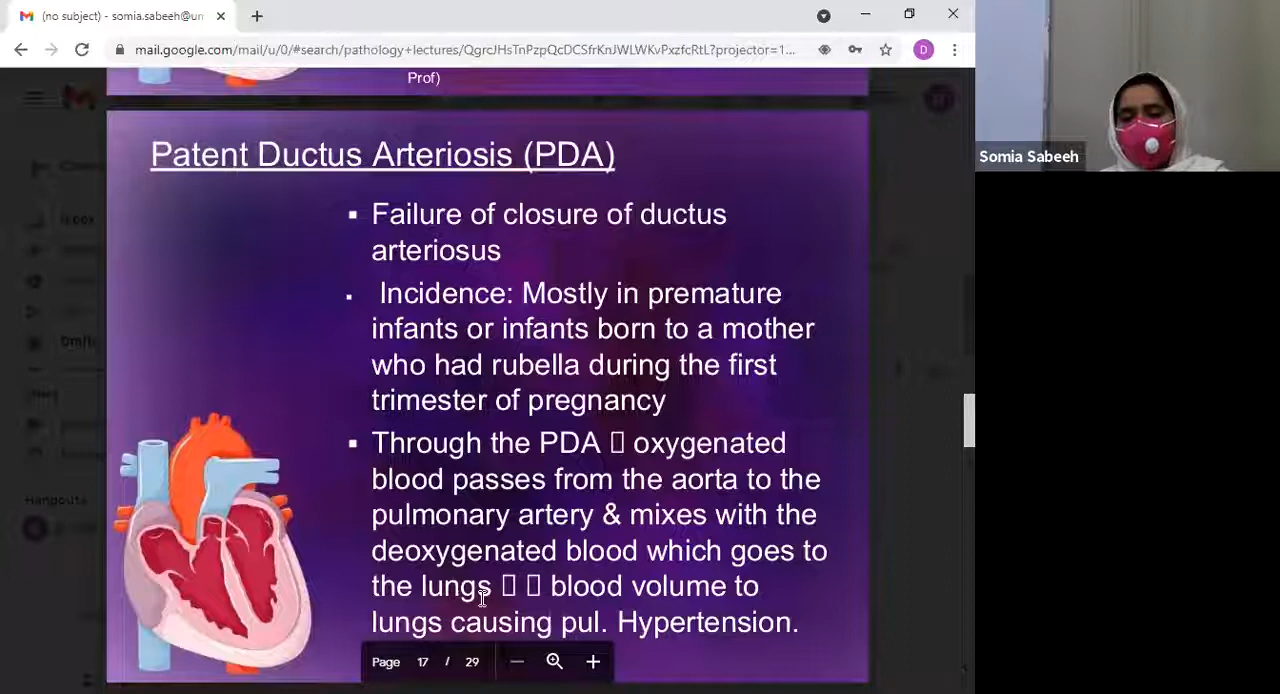 (no subject) - somia.sabeeh@un
mail.google.com/mail/u/0/#search/pathology+lectures/QgrcJHsTnPzpQcDCSfrKnJWLWKvPxzfcRtL?projector=1...
D
Prof)
Somia Sabeeh
Patent Ductus Arteriosis (PDA)
▪ Failure of closure of ductus
arteriosus
▪ Incidence: Mostly in premature
infants or infants born to a mother
who had rubella during the first
trimester of pregnancy
▪ Through the PDA  oxygenated
blood passes from the aorta to the
pulmonary artery & mixes with the
deoxygenated blood which goes to
the lungs   blood volume to
lungs causing pul. Hypertension.
Handouts
Page 17 / 29